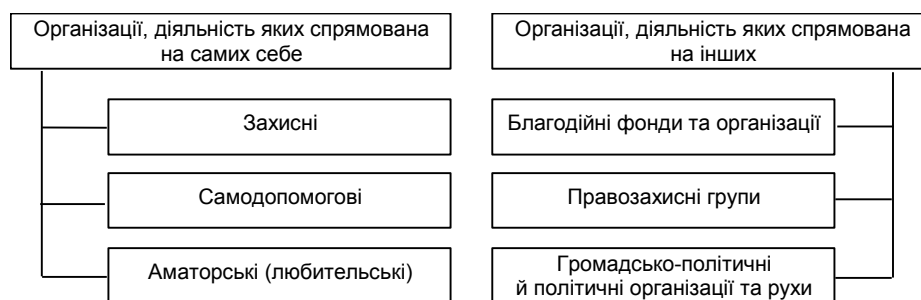 Організації, діяльність яких спрямована
на самих себе
Захисні
Самодопомогові
Аматорські (любительські)
Організації, діяльність яких спрямована
на інших
Благодійні фонди та організації
Правозахисні групи
Громадсько-політичні
й політичні організації та рухи